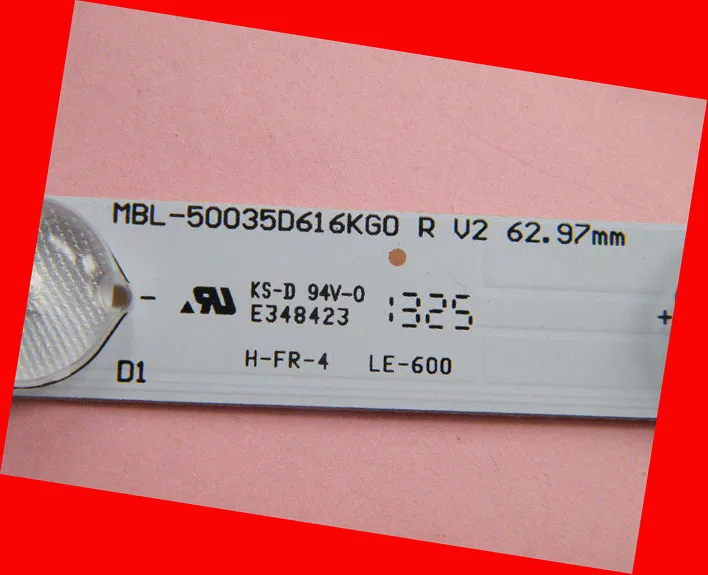 MBL-50035D616KG0 R V2 62.97mm
KS-D 94V-0
E348423
1325
H-FR-4 LE-600
D1
-
+